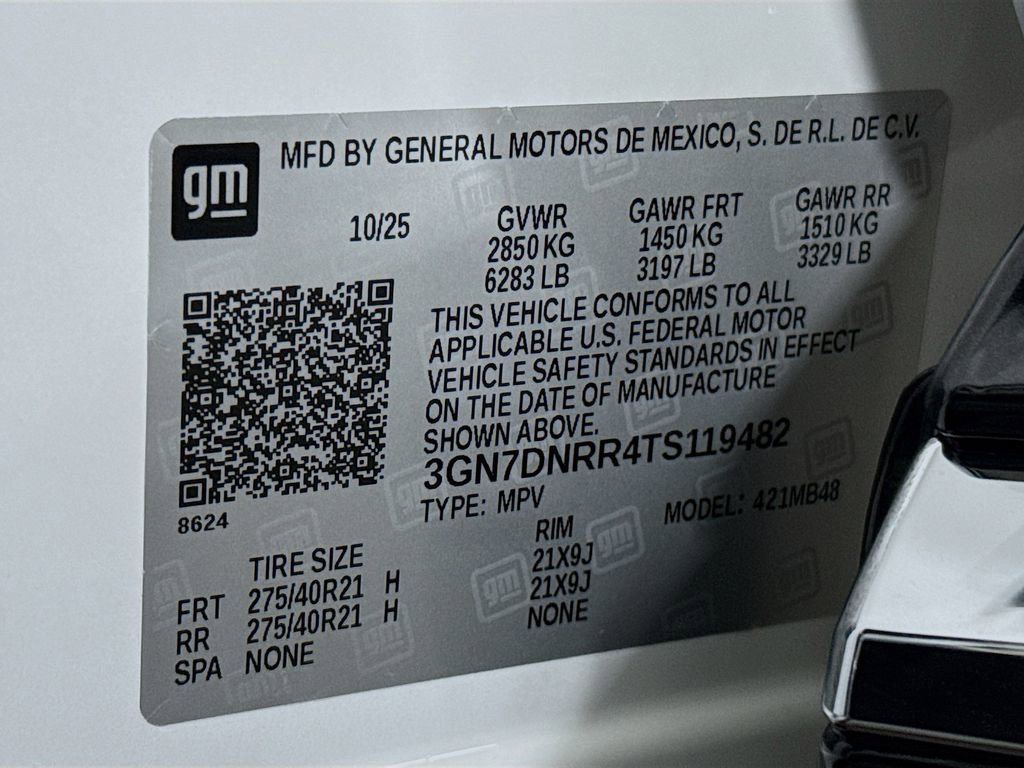 gm
MFD BY GENERAL MOTORS DE MEXICO, S. DE R.L. DE C.V.
10/25
GVWR
2850 KG
6283 LB
GAWR FRT
1450 KG
3197 LB
GAWR RR
1510 KG
3329 LB
THIS VEHICLE CONFORMS TO ALL
APPLICABLE U.S. FEDERAL MOTOR
VEHICLE SAFETY STANDARDS IN EFFECT
ON THE DATE OF MANUFACTURE
SHOWN ABOVE.
3GN7DNRR4TS119482
TYPE: MPV
MODEL: 421MB48
8624
TIRE SIZE
RIM
FRT 275/40R21 H 21X9J
RR 275/40R21 H 21X9J
SPA NONE NONE